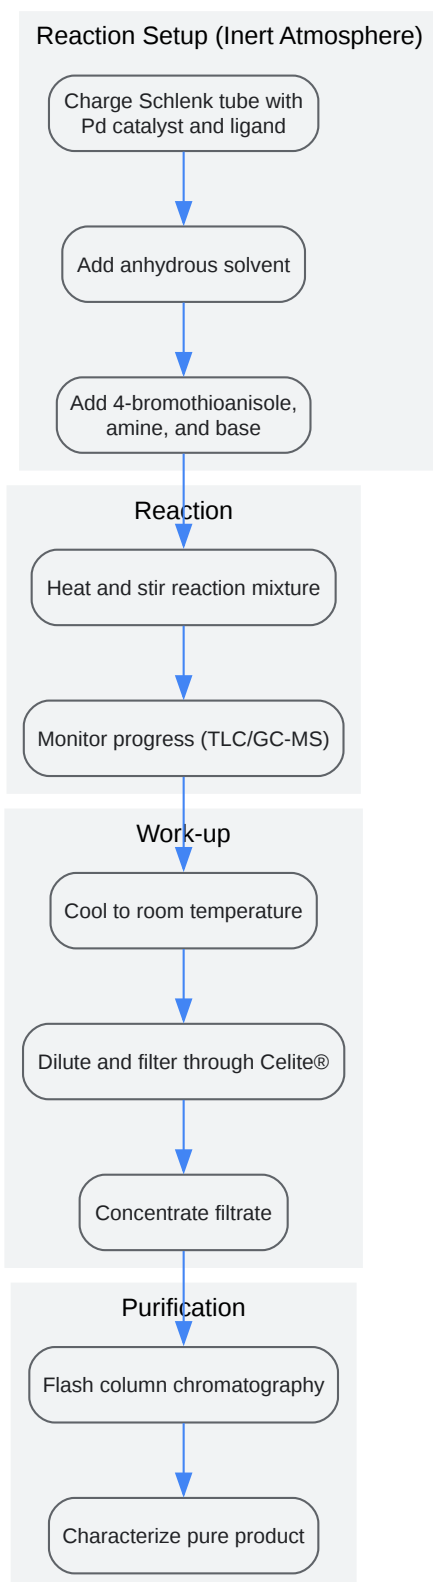 Reaction Setup (Inert Atmosphere)
Charge Schlenk tube with
Pd catalyst and ligand
Add anhydrous solvent
Add 4-bromothioanisole,
amine, and base
Reaction
Heat and stir reaction mixture
Monitor progress (TLC/GC-MS)
Work-up
Cool to room temperature
Dilute and filter through Celite®
Concentrate filtrate
Purification
Flash column chromatography
Characterize pure product